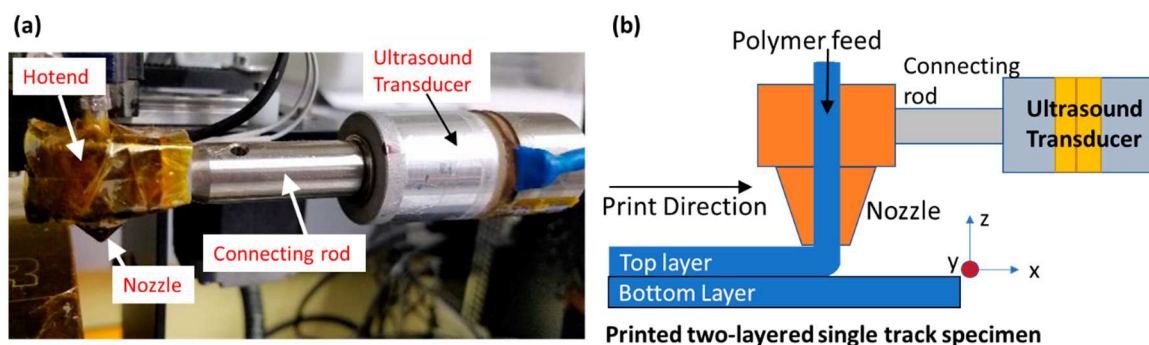 (a)
Hotend
Ultrasound
Transducer
Connecting rod
Nozzle
(b)
Polymer feed
Connecting
rod
Ultrasound
Transducer
Print Direction
Nozzle
z
y
x
Top layer
Bottom Layer
Printed two-layered single track specimen